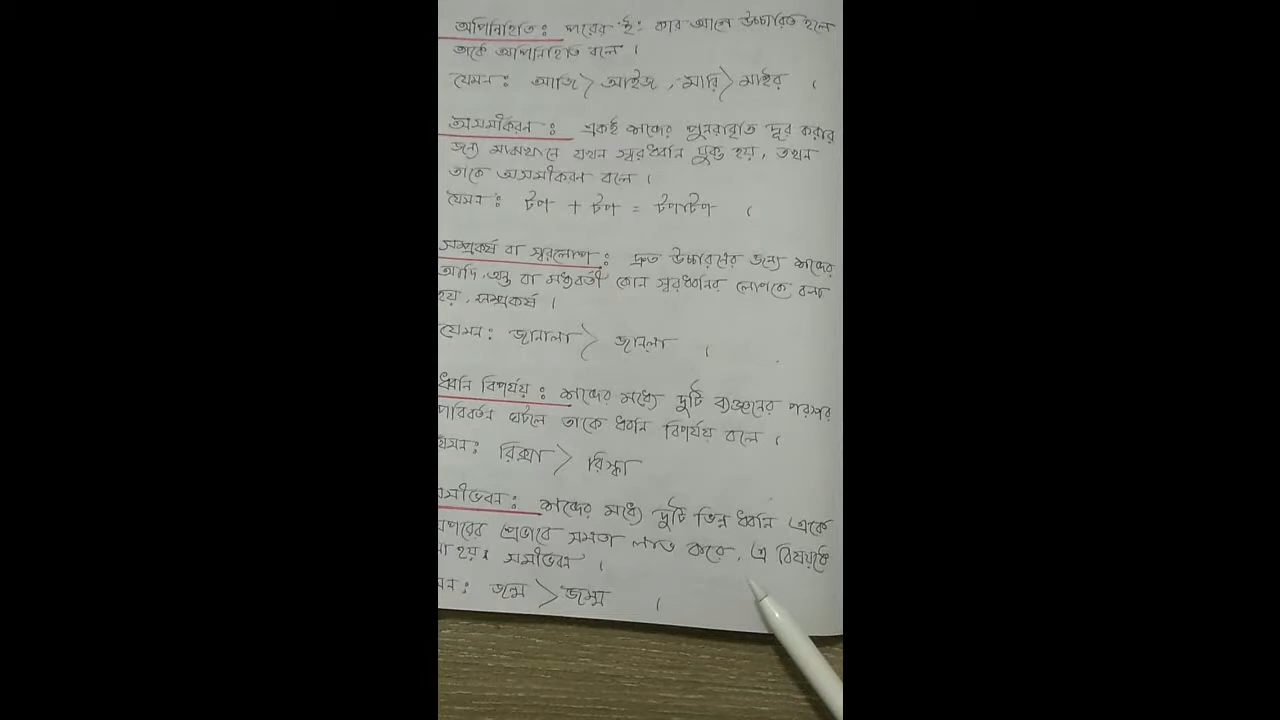 অপিনিহিতি : পরের 'ই' কার আগে উচ্চারিত হলে
তাকে অপিনিহিতি বলে ।
যেমন : আজি > আইজ , মারি > মাইর ।
অসমীকরন : একই শব্দের পুনরাবৃতি দূর করার
জন্য মাঝখানে যখন স্বরধ্বনি যুক্ত হয়, তখন
তাকে অসমীকরন বলে ।
যেমন : টপ + টপ = টপাটপ ।
সম্প্রকর্ষ বা স্বরলোপ : দ্রুত উচ্চারনের জন্যে শব্দের
আদি, অন্ত বা মধ্যবর্তী কোন স্বরধ্বনির লোপকে বলা
হয়, সম্প্রকর্ষ ।
যেমন : জানালা > জান্লা ।
ধ্বনি বিপর্যয় : শব্দের মধ্যে দুটি ব্যঞ্জনের পরস্পর
পরিবর্তন ঘটলে তাকে ধ্বনি বিপর্যয় বলে ।
যেমন : রিক্সা > রিস্কা
সমীভবন : শব্দের মধ্যে দুটি ভিন্ন ধ্বনি একে
অপরের প্রভাবে সমতা লাভ করে, এ বিষয়কে
বলা হয় সমীভবন ।
যেমন : জন্ম > জম্ম ।